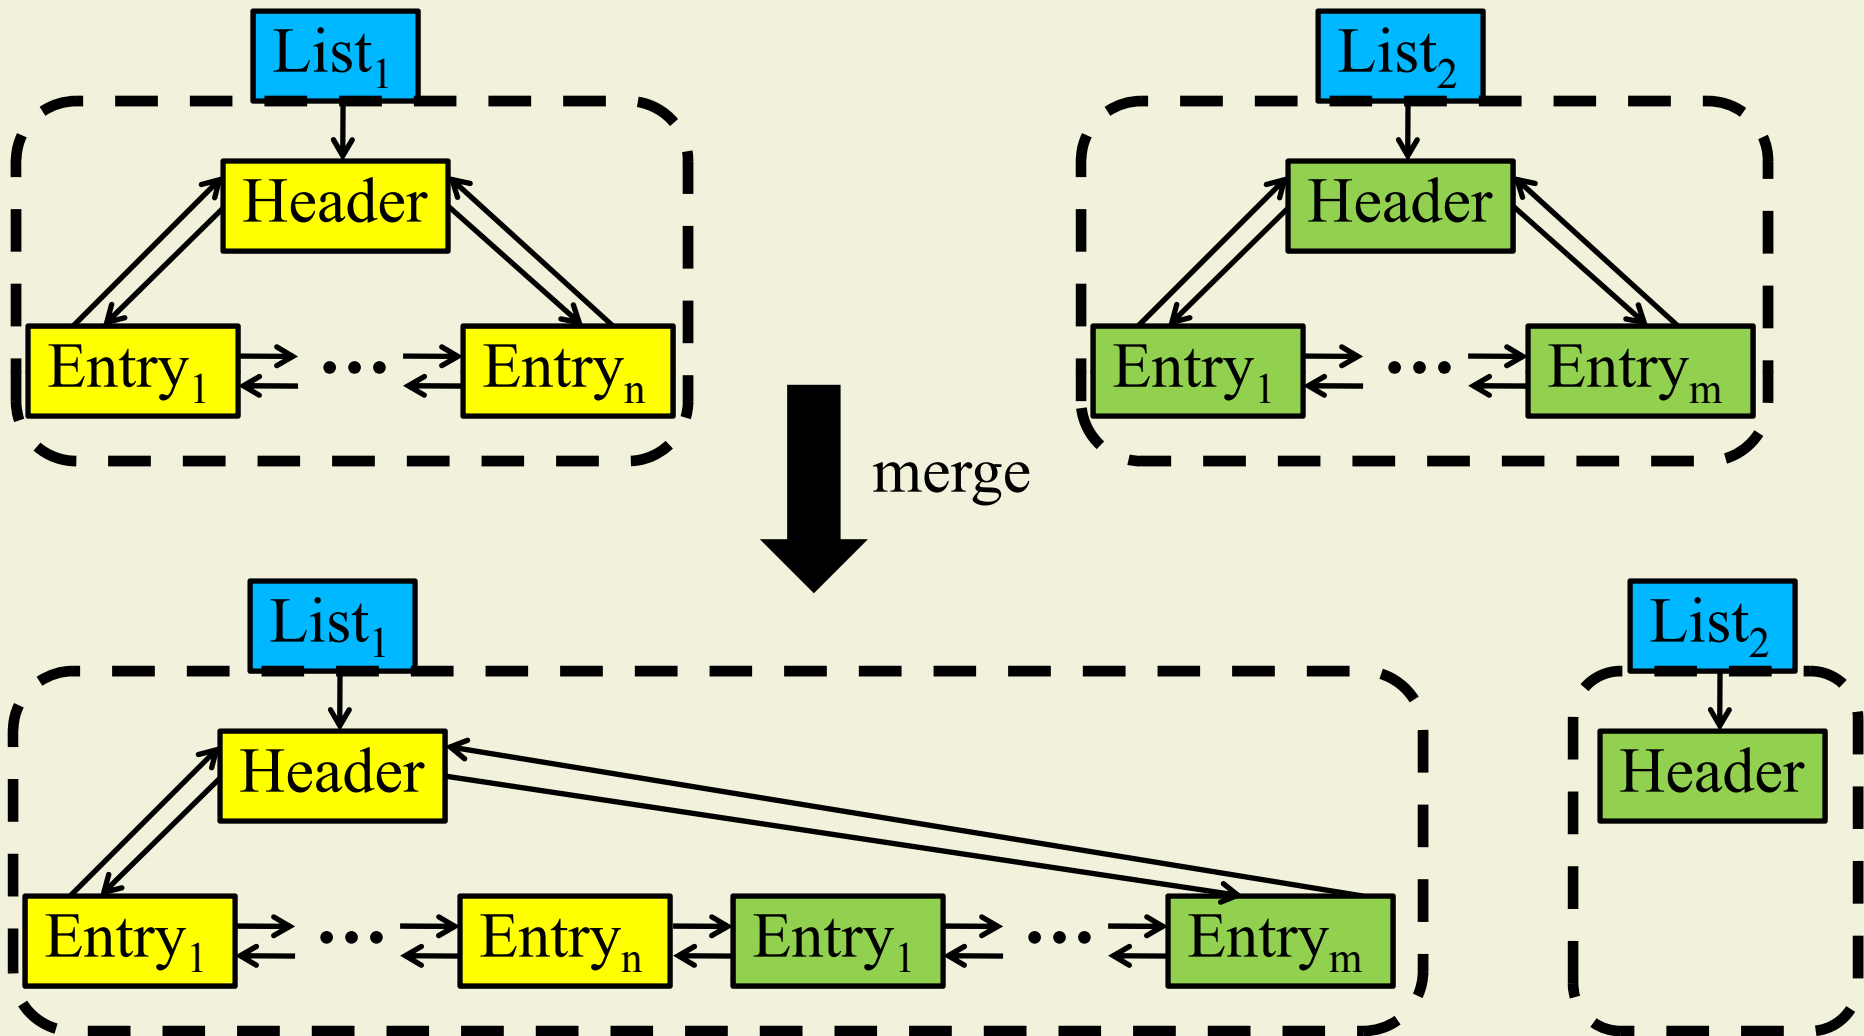 List₁
List₂
Header
Header
Entry₁ ... Entryₙ
Entry₁ ... Entryₘ
merge
List₁
List₂
Header
Header
Entry₁ ... Entryₙ Entry₁ ... Entryₘ